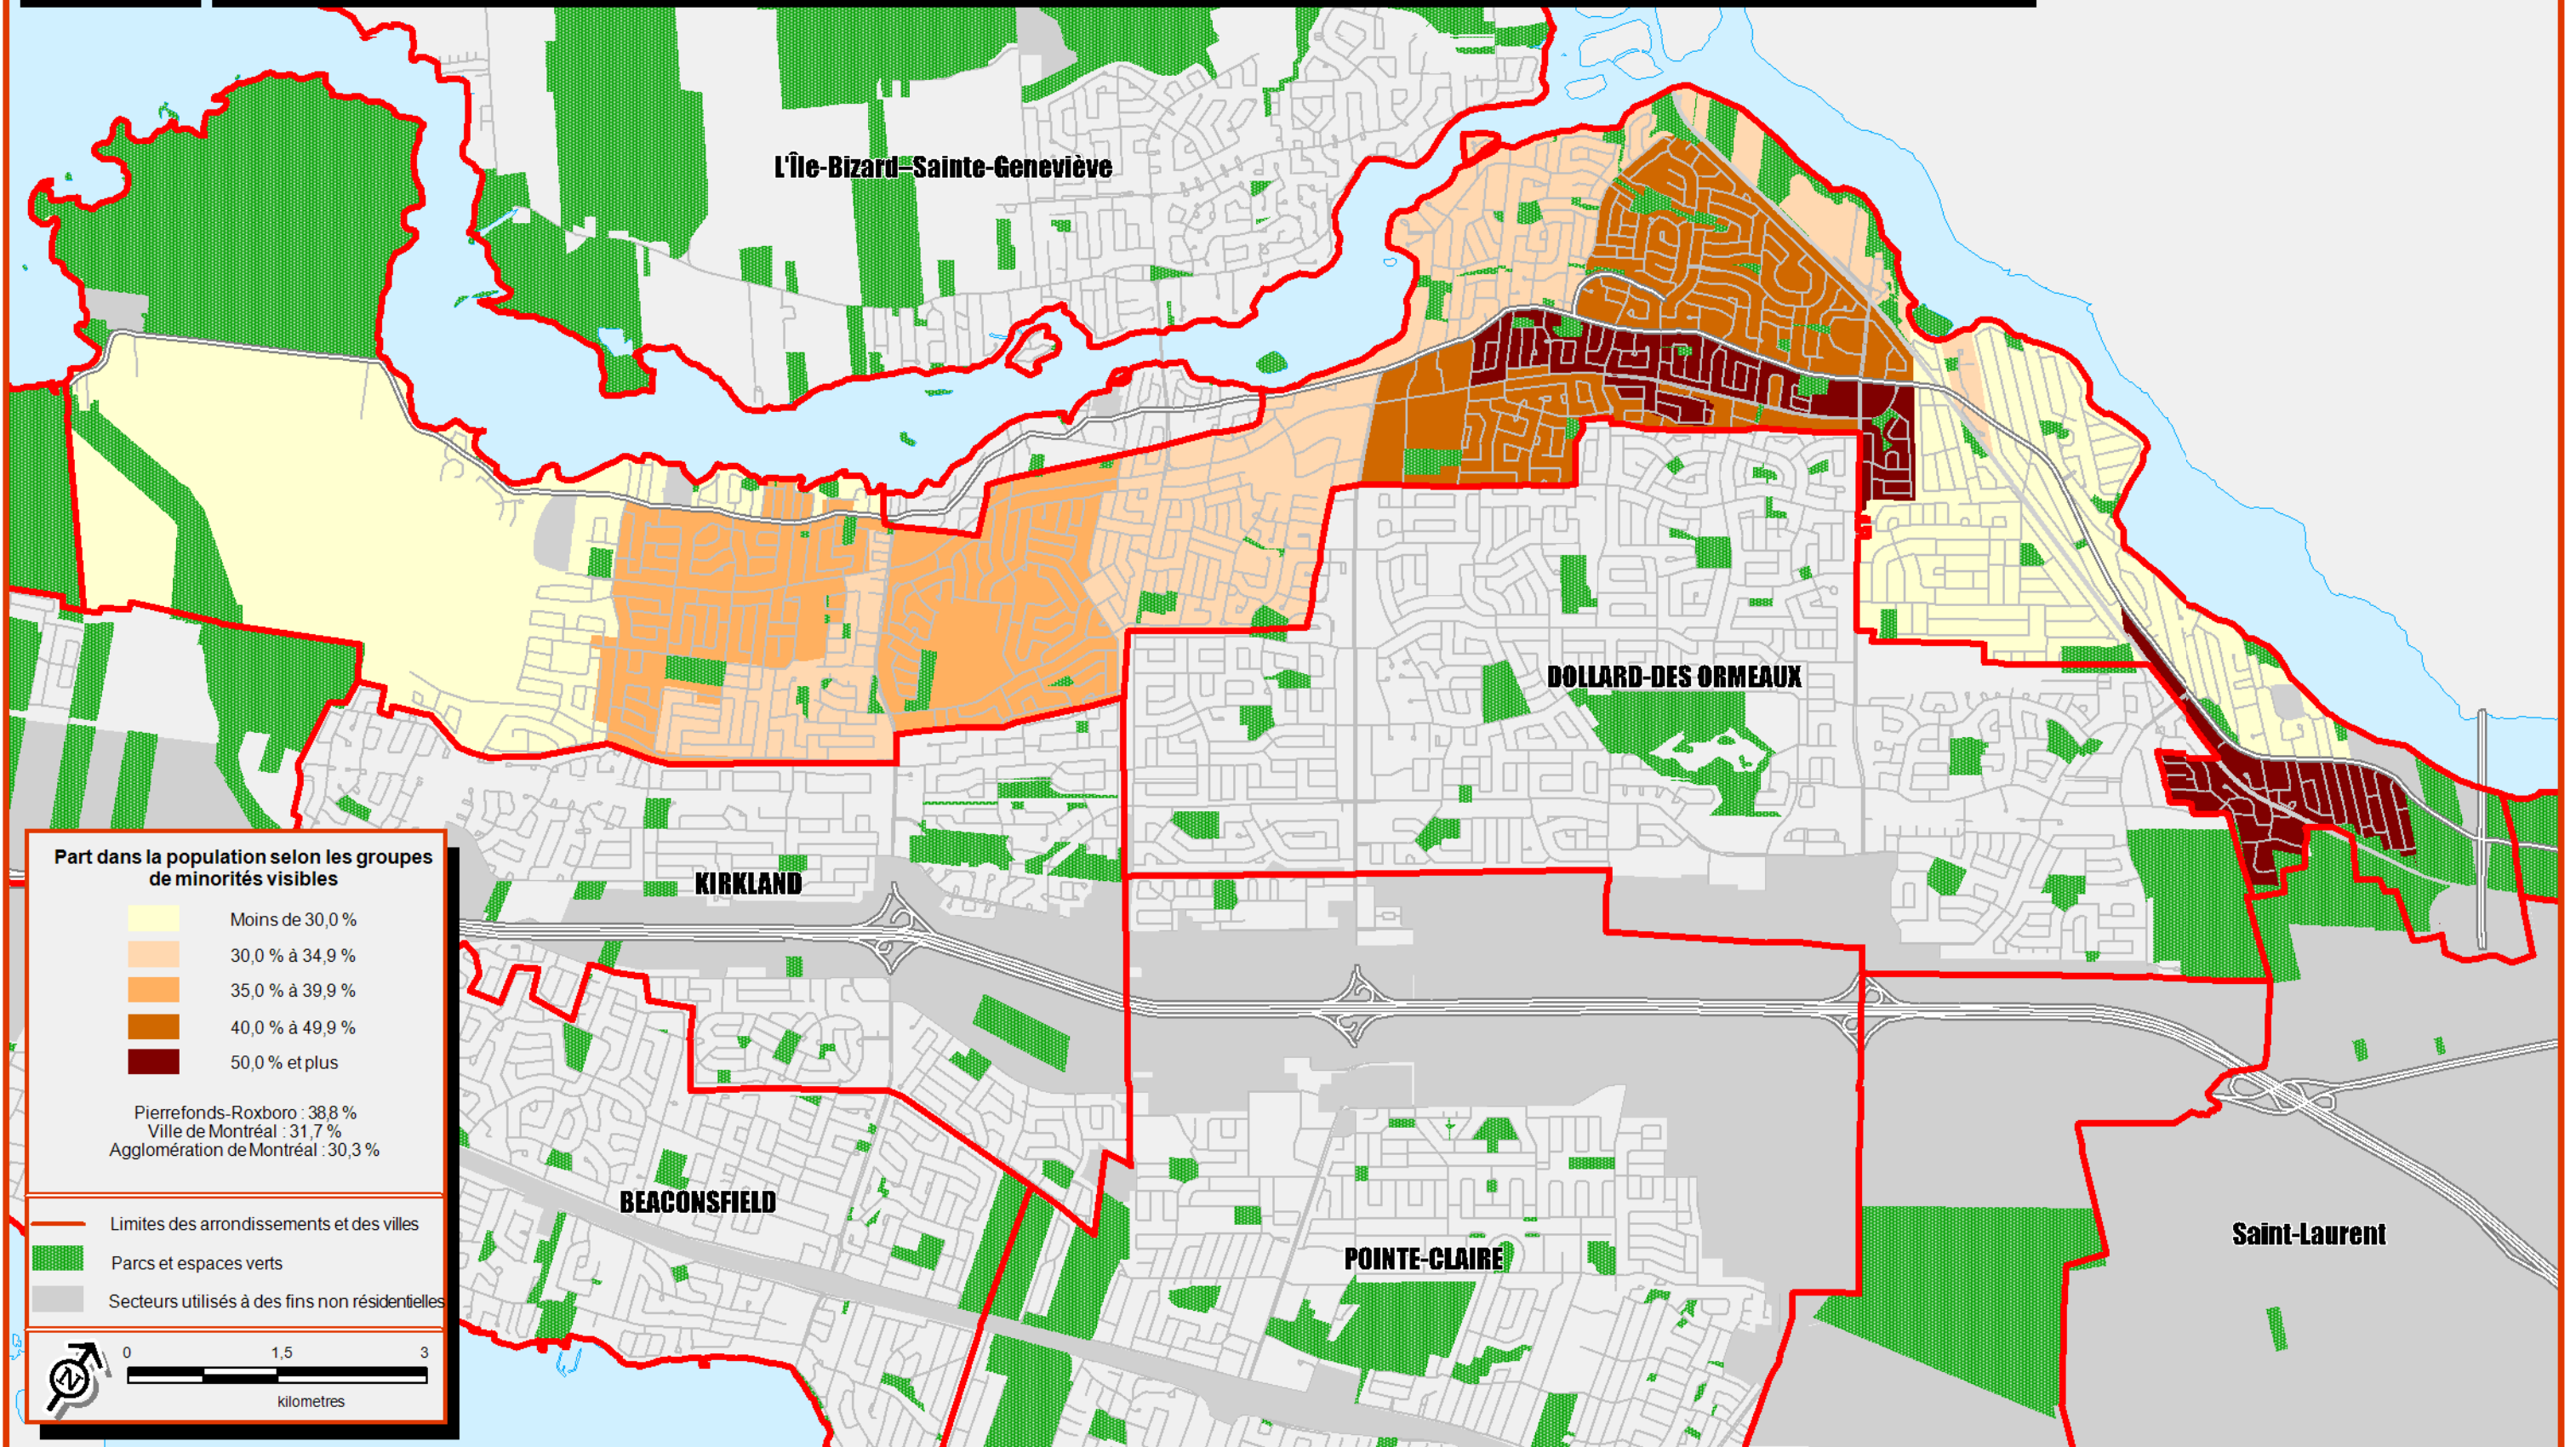 L'Île-Bizard–Sainte-Geneviève
DOLLARD-DES ORMEAUX
KIRKLAND
BEACONSFIELD
POINTE-CLAIRE
Saint-Laurent
Part dans la population selon les groupes
de minorités visibles
Moins de 30,0 %
30,0 % à 34,9 %
35,0 % à 39,9 %
40,0 % à 49,9 %
50,0 % et plus
Pierrefonds-Roxboro : 38,8 %
Ville de Montréal : 31,7 %
Agglomération de Montréal : 30,3 %
Limites des arrondissements et des villes
Parcs et espaces verts
Secteurs utilisés à des fins non résidentielles
N
0 1,5 3
kilometres